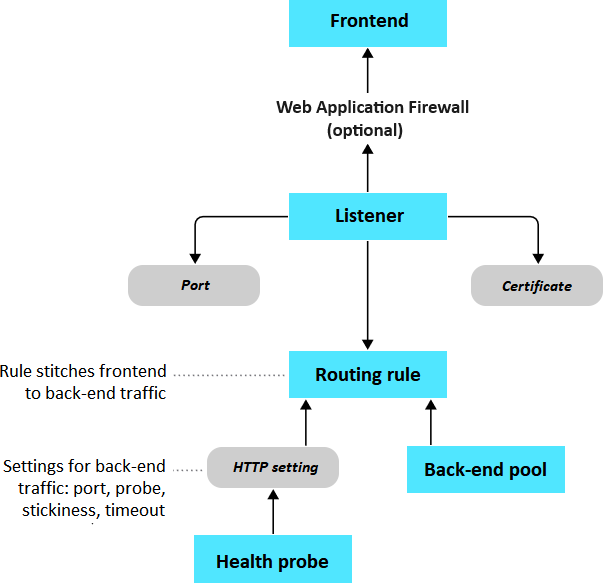 Frontend
Web Application Firewall
(optional)
Listener
Port
Certificate
Rule stitches frontend
to back-end traffic
Routing rule
Settings for back-end
traffic: port, probe,
stickiness, timeout
HTTP setting
Back-end pool
Health probe